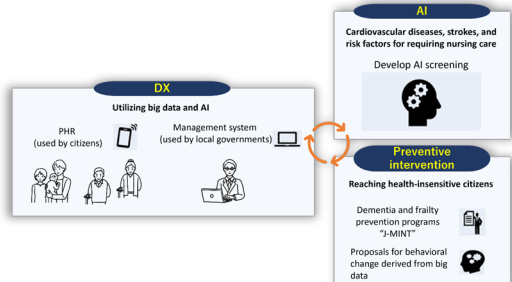 DX
Utilizing big data and AI
PHR
(used by citizens)
Management system
(used by local governments)
AI
Cardiovascular diseases, strokes, and
risk factors for requiring nursing care
Develop AI screening
Preventive
intervention
Reaching health-insensitive citizens
Dementia and frailty
prevention programs
"J-MINT"
Proposals for behavioral
change derived from big
data